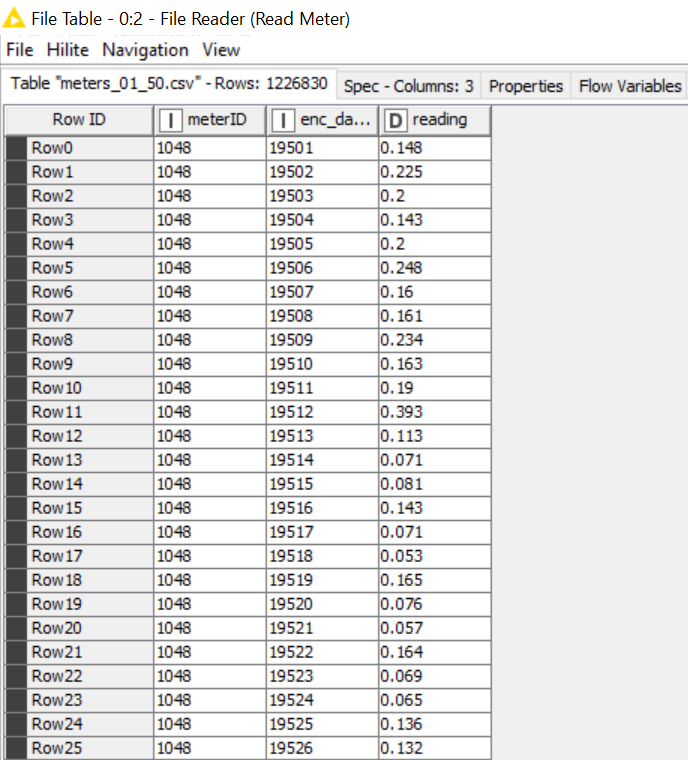 File Table - 0:2 - File Reader (Read Meter)
File Hilite Navigation View
Table "meters_01_50.csv" - Rows: 1226830 Spec - Columns: 3 Properties Flow Variables
Row ID I meterID I enc_da... D reading
Row0 1048 19501 0.148
Row1 1048 19502 0.225
Row2 1048 19503 0.2
Row3 1048 19504 0.143
Row4 1048 19505 0.2
Row5 1048 19506 0.248
Row6 1048 19507 0.16
Row7 1048 19508 0.161
Row8 1048 19509 0.234
Row9 1048 19510 0.163
Row10 1048 19511 0.19
Row11 1048 19512 0.393
Row12 1048 19513 0.113
Row13 1048 19514 0.071
Row14 1048 19515 0.081
Row15 1048 19516 0.143
Row16 1048 19517 0.071
Row17 1048 19518 0.053
Row18 1048 19519 0.165
Row19 1048 19520 0.076
Row20 1048 19521 0.057
Row21 1048 19522 0.164
Row22 1048 19523 0.069
Row23 1048 19524 0.065
Row24 1048 19525 0.136
Row25 1048 19526 0.132